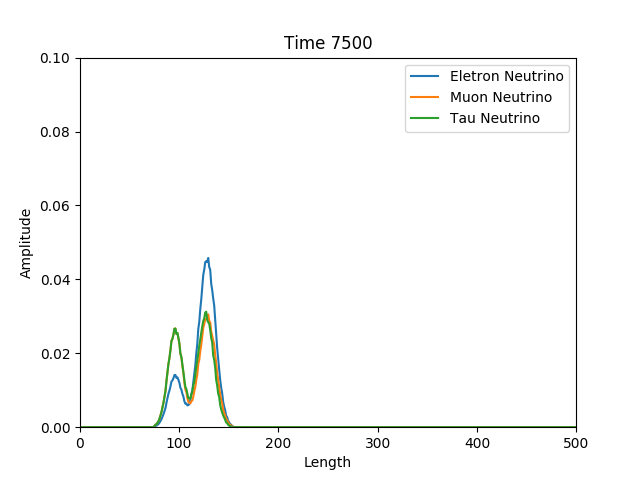 Time 7500
Eletron Neutrino
Muon Neutrino
Tau Neutrino
Amplitude
0.10
0.08
0.06
0.04
0.02
0.00
0 100 200 300 400 500
Length